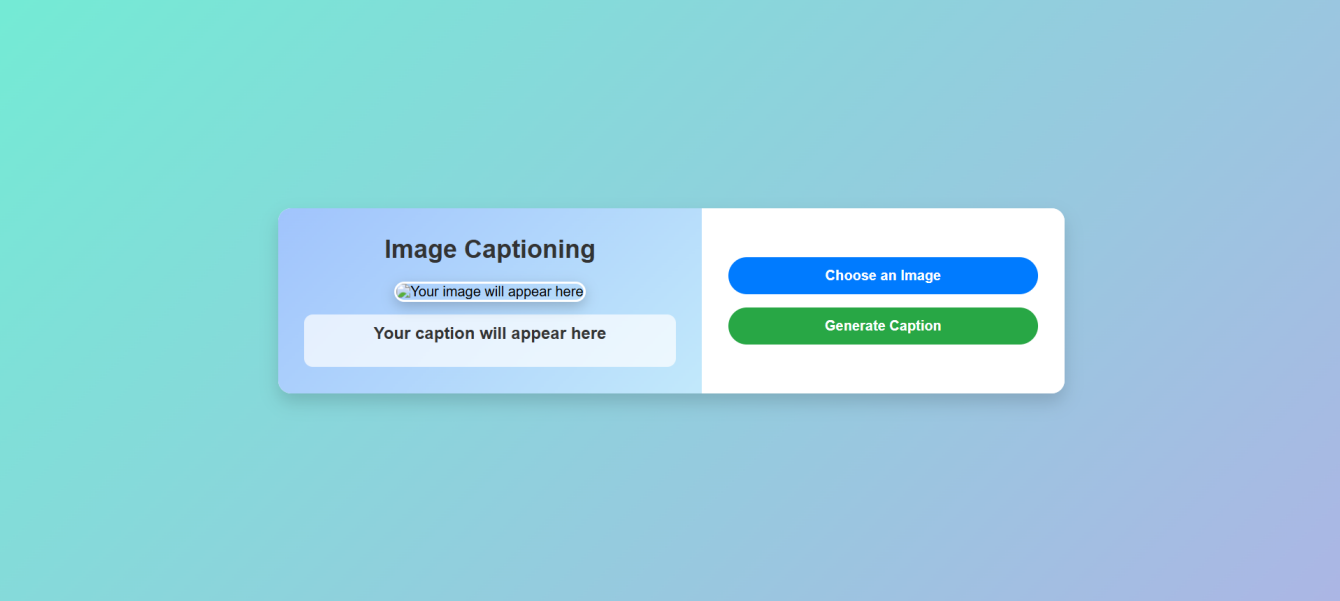 Image Captioning
Your image will appear here
Your caption will appear here
Choose an Image
Generate Caption